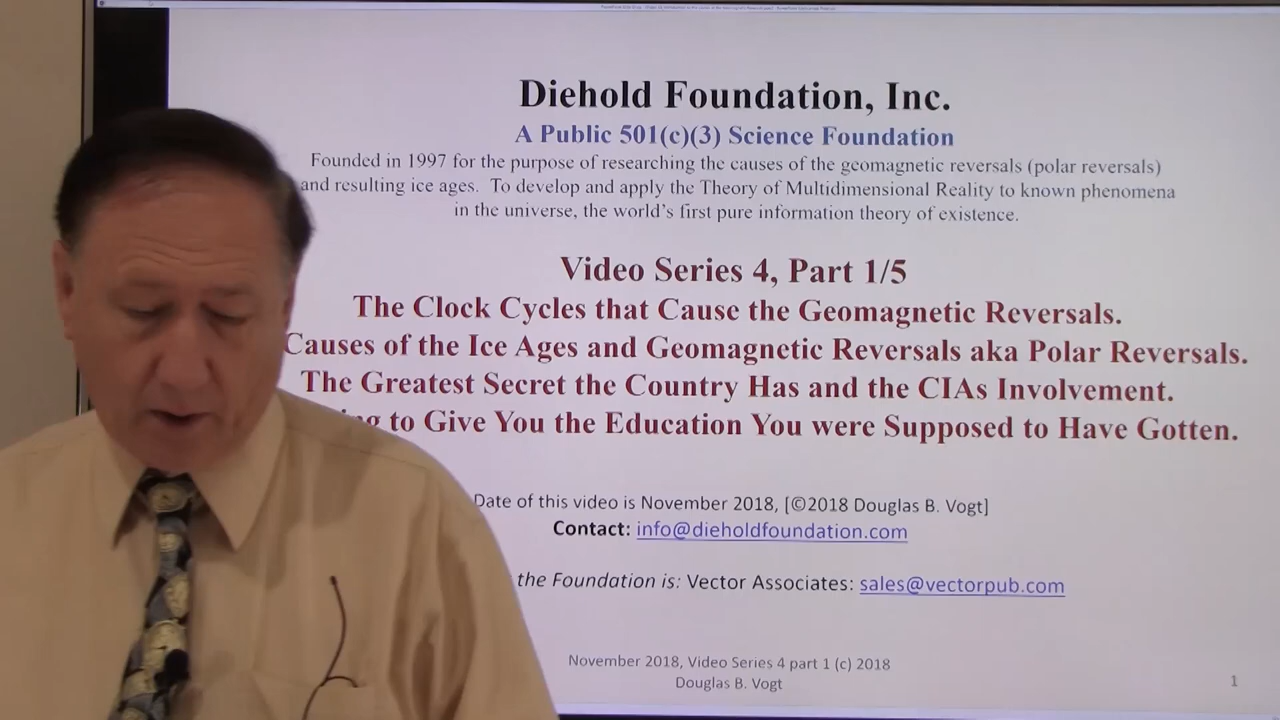 Diehold Foundation, Inc.
A Public 501(c)(3) Science Foundation
Founded in 1997 for the purpose of researching the causes of the geomagnetic reversals (polar reversals)
and resulting ice ages. To develop and apply the Theory of Multidimensional Reality to known phenomena
in the universe, the world's first pure information theory of existence.
Video Series 4, Part 1/5
The Clock Cycles that Cause the Geomagnetic Reversals.
Causes of the Ice Ages and Geomagnetic Reversals aka Polar Reversals.
The Greatest Secret the Country Has and the CIAs Involvement.
to Give You the Education You were Supposed to Have Gotten.
Date of this video is November 2018, [©2018 Douglas B. Vogt]
Contact: info@dieholdfoundation.com
the Foundation is: Vector Associates: sales@vectorpub.com
November 2018, Video Series 4 part 1 (c) 2018
Douglas B. Vogt
1